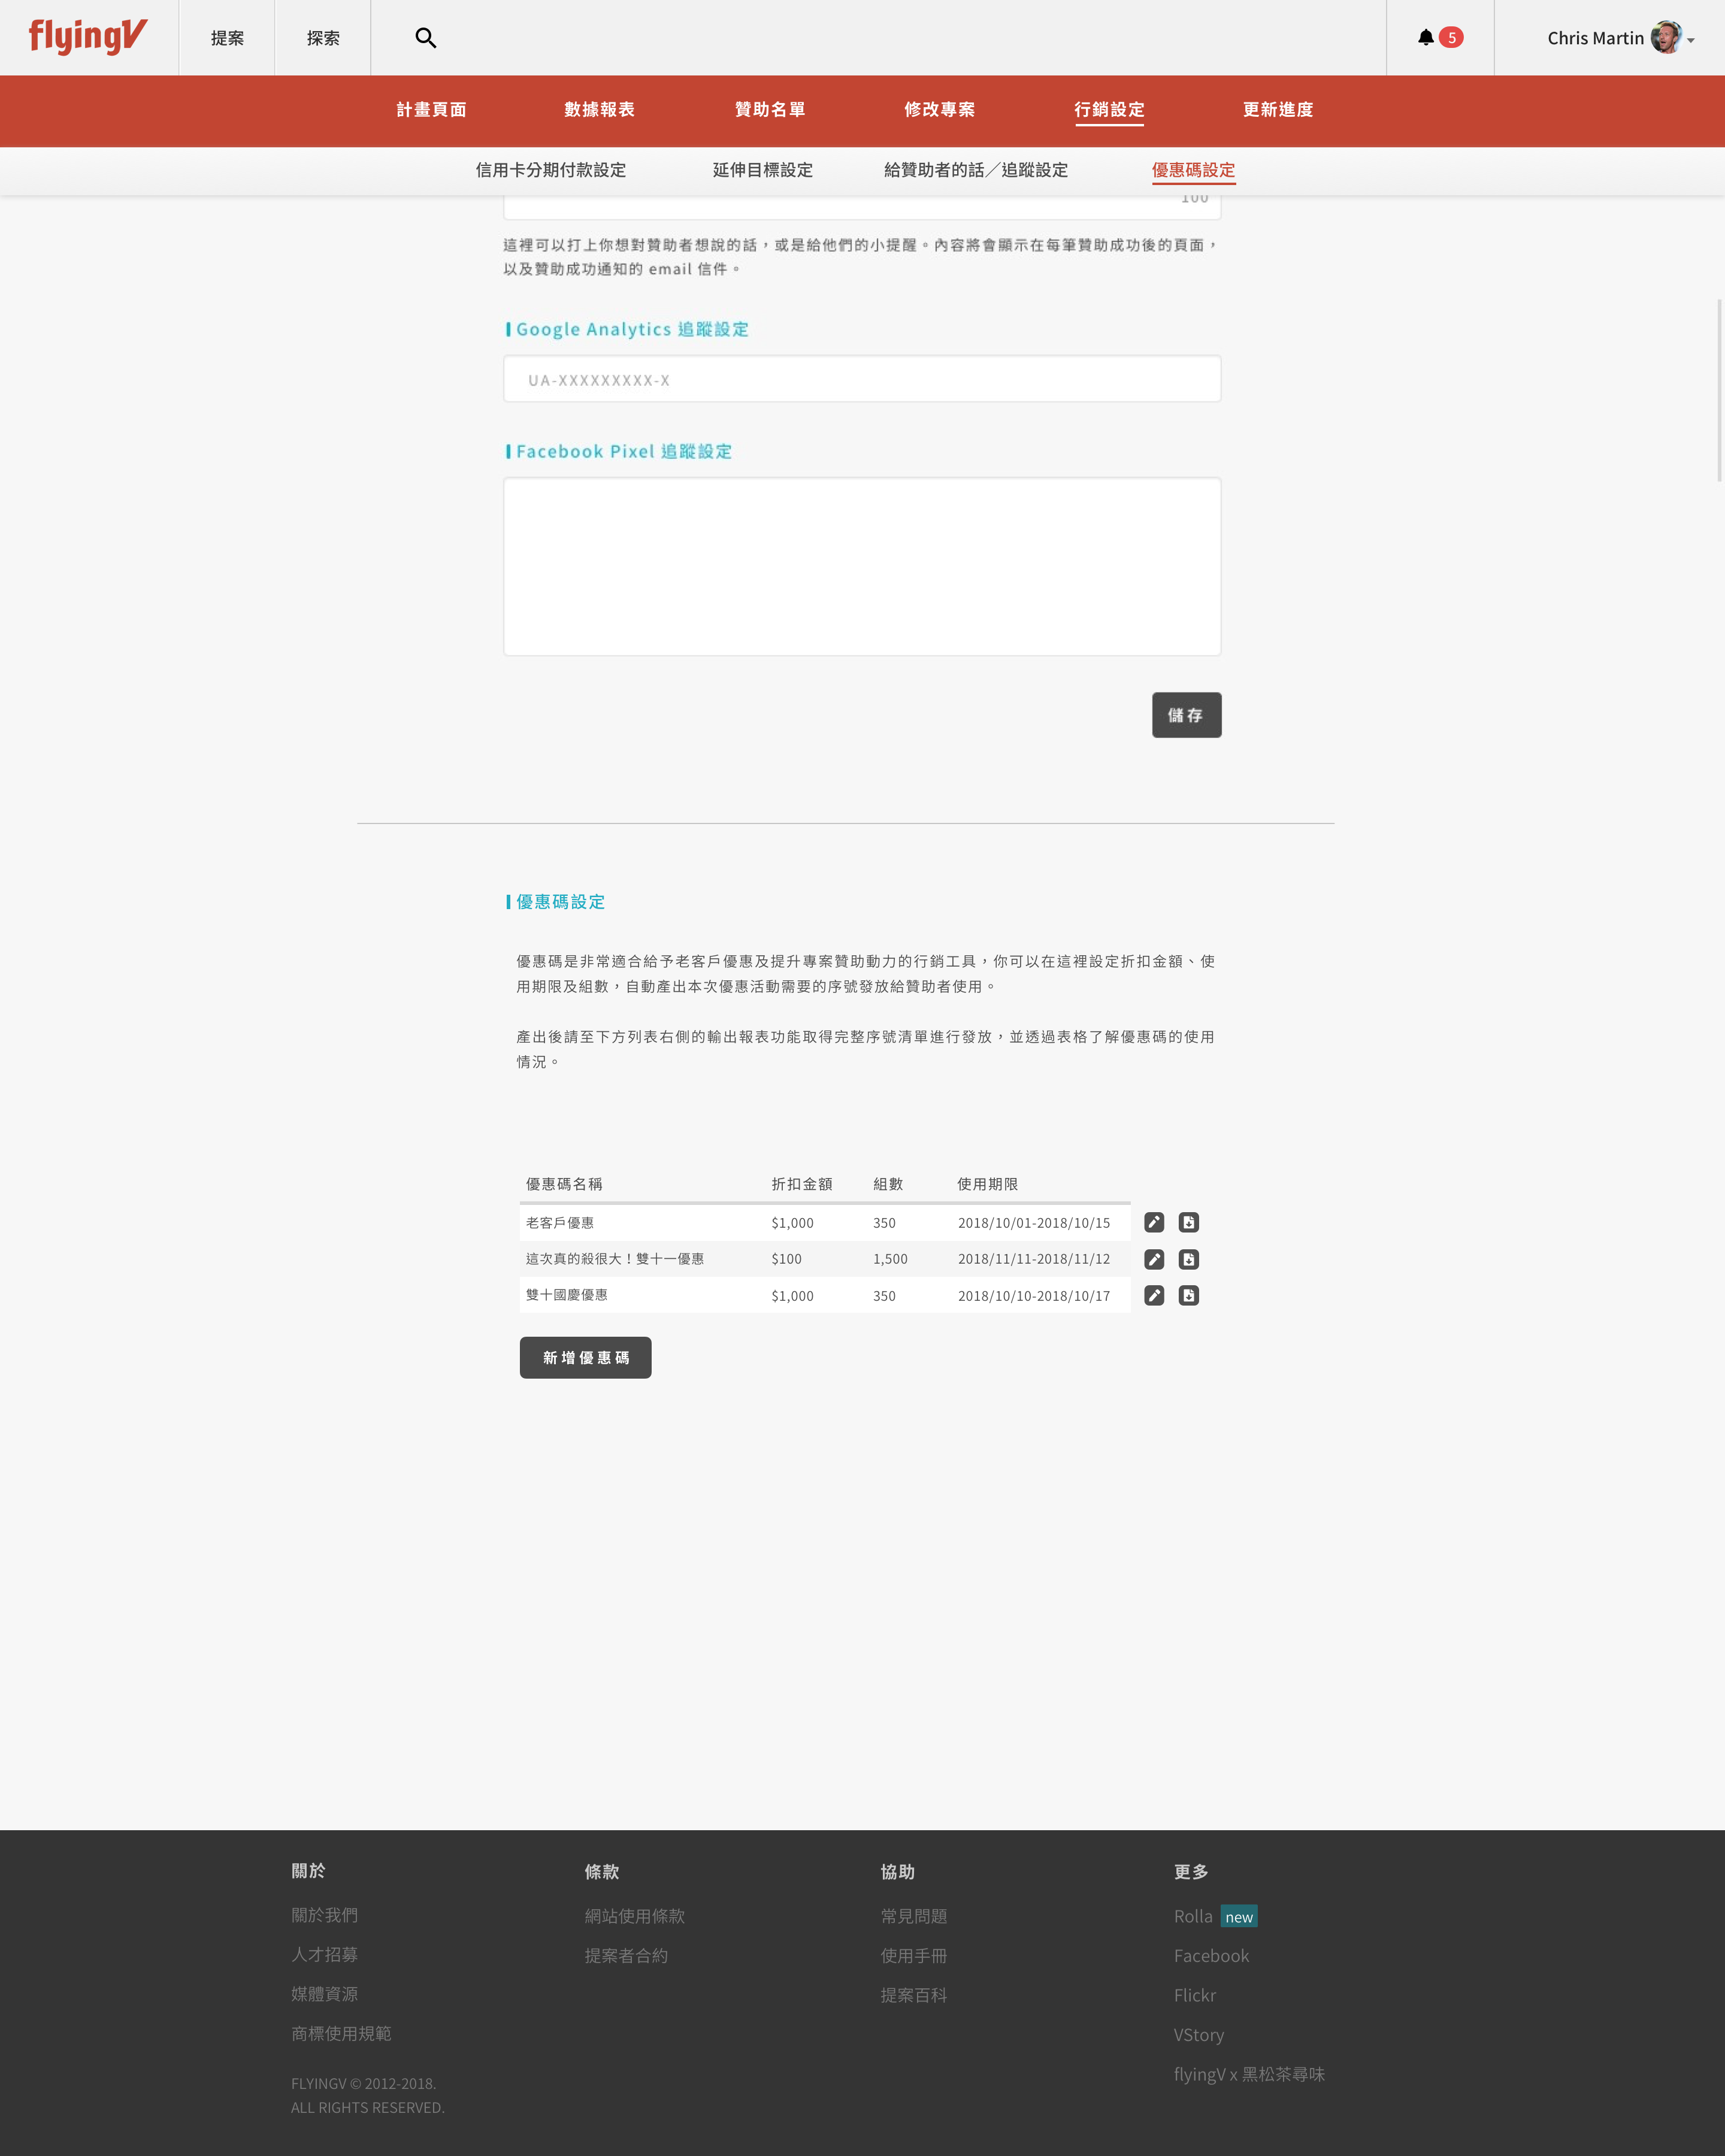 flyingV 提案 探索 5 Chris Martin
計畫頁面 數據報表 贊助名單 修改專案 行銷設定 更新進度
信用卡分期付款設定 延伸目標設定 給贊助者的話／追蹤設定 優惠碼設定
100
這裡可以打上你想對贊助者想說的話，或是給他們的小提醒。內容將會顯示在每筆贊助成功後的頁面，
以及贊助成功通知的 email 信件。
Google Analytics 追蹤設定
UA-XXXXXXXXX-X
Facebook Pixel 追蹤設定
儲存
優惠碼設定
優惠碼是非常適合給予老客戶優惠及提升專案贊助動力的行銷工具，你可以在這裡設定折扣金額、使
用期限及組數，自動產出本次優惠活動需要的序號發放給贊助者使用。
產出後請至下方列表右側的輸出報表功能取得完整序號清單進行發放，並透過表格了解優惠碼的使用
情況。
優惠碼名稱 折扣金額 組數 使用期限
老客戶優惠 $1,000 350 2018/10/01-2018/10/15
這次真的殺很大！雙十一優惠 $100 1,500 2018/11/11-2018/11/12
雙十國慶優惠 $1,000 350 2018/10/10-2018/10/17
新增優惠碼
關於
關於我們
人才招募
媒體資源
商標使用規範
FLYINGV © 2012-2018.
ALL RIGHTS RESERVED.
條款
網站使用條款
提案者合約
協助
常見問題
使用手冊
提案百科
更多
Rolla new
Facebook
Flickr
VStory
flyingV x 黑松茶尋味